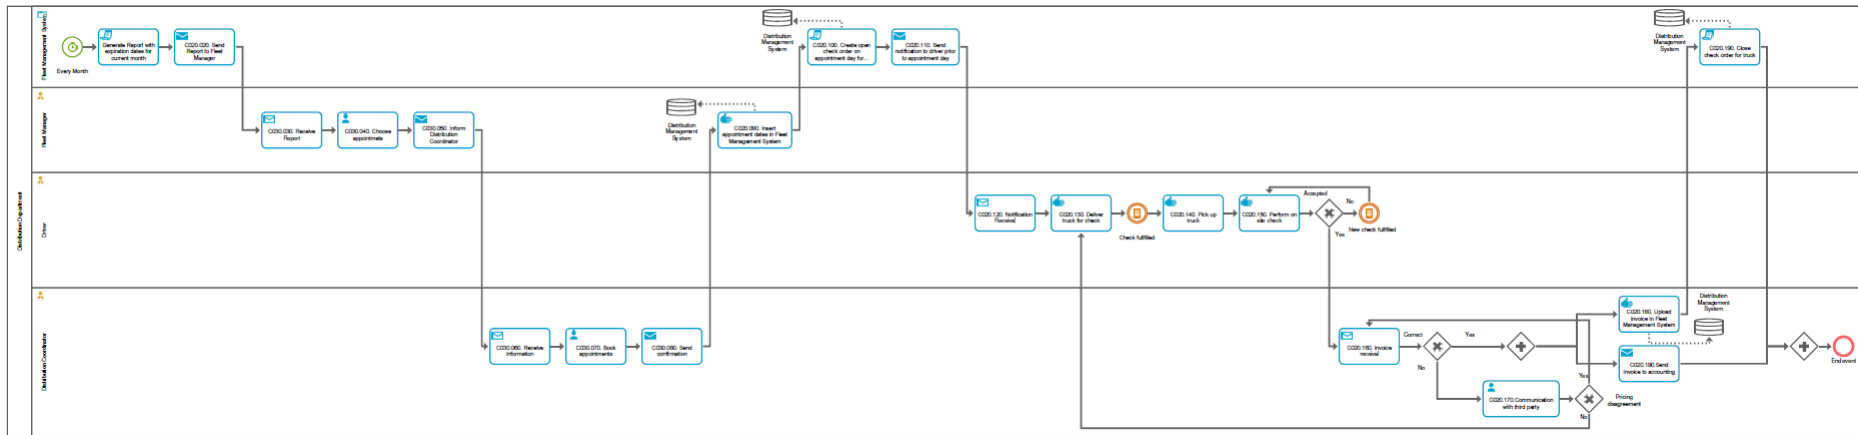 Distribution Department
Fleet Management System
Every Month
Generate Report with
expiration dates for
current month
C020.020. Send
Report to Fleet
Manager
Distribution
Management
System
C020.100. Create open
check order on
appointment day for...
C020.110. Send
notification to driver prior
to appointment day
Distribution
Management
System
C020.190. Close
check order for truck
Fleet Manager
C030.030. Receive
Report
C030.040. Choose
appointmets
C030.050. Inform
Distribution
Coordinator
Distribution
Management
System
C020.090. Insert
appointment dates in Fleet
Management System
Driver
C020.120. Notification
Receival
C020.130. Deliver
truck for check
Check fulfilled
C020.140. Pick up
truck
C020.150. Perform on
site check
Accepted
No
Yes
New check fulfilled
Distribution Coordinator
C030.060. Receive
Information
C030.070. Book
appointments
C030.080. Send
confirmation
C020.160. Invoice
receival
Correct
Yes
No
C020.170.Communication
with third party
Yes
No
Pricing
disagreement
C020.180. Upload
invoice in Fleet
Management System
Distribution
Management
System
C020.190.Send
Invoice to accounting
End event